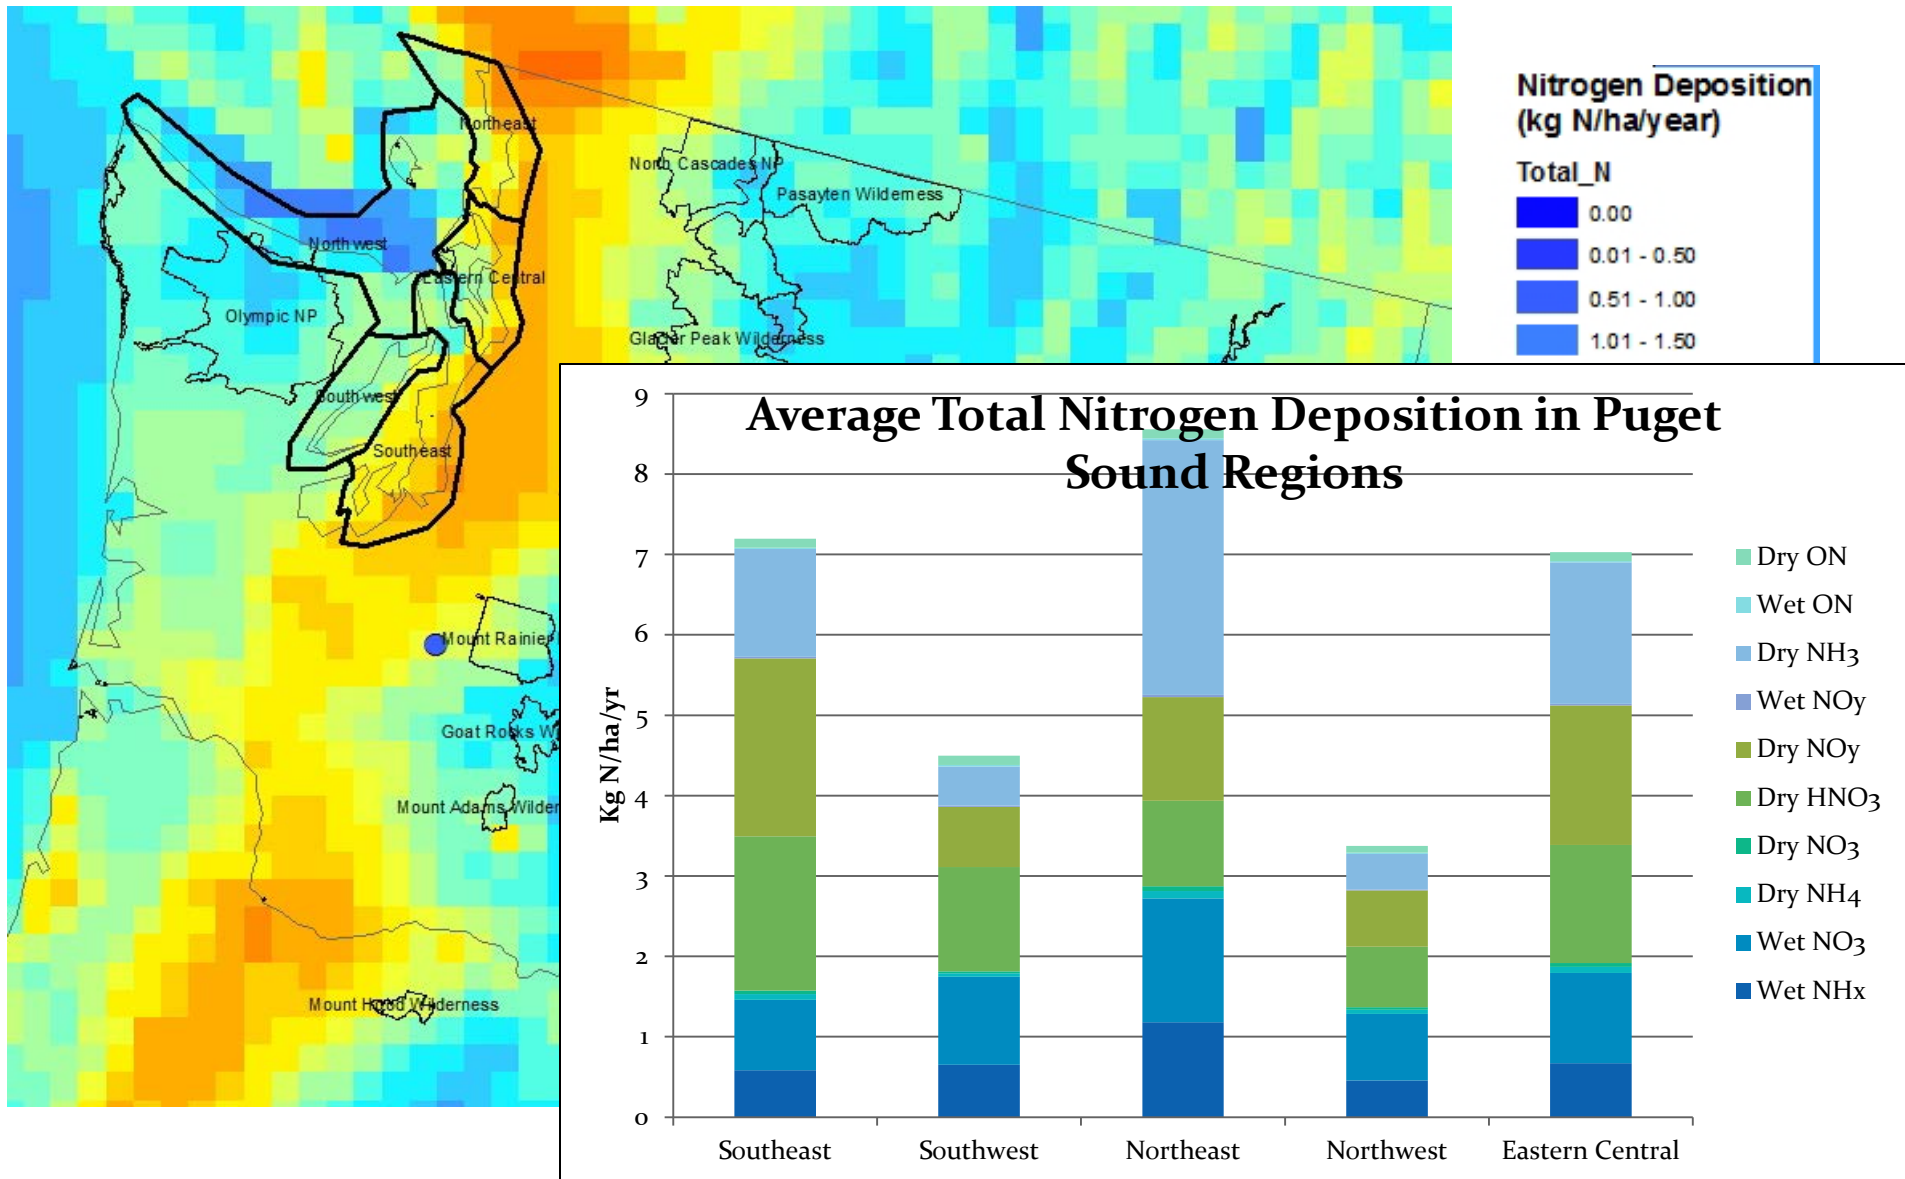 Northeast
North Cascades NP
Pasayten Wilderness
Northwest
Eastern Central
Olympic NP
Glacier Peak Wilderness
Southwest
Southeast
Mount Rainier
Goat Rocks W
Mount Adams Wilder
Mount Hood Wilderness
Nitrogen Deposition
(kg N/ha/year)
Total_N
0.00
0.01 - 0.50
0.51 - 1.00
1.01 - 1.50
Average Total Nitrogen Deposition in Puget
Sound Regions
Kg N/ha/yr
9
8
7
6
5
4
3
2
1
0
Southeast
Southwest
Northeast
Northwest
Eastern Central
Dry ON
Wet ON
Dry NH3
Wet NOy
Dry NOy
Dry HNO3
Dry NO3
Dry NH4
Wet NO3
Wet NHx